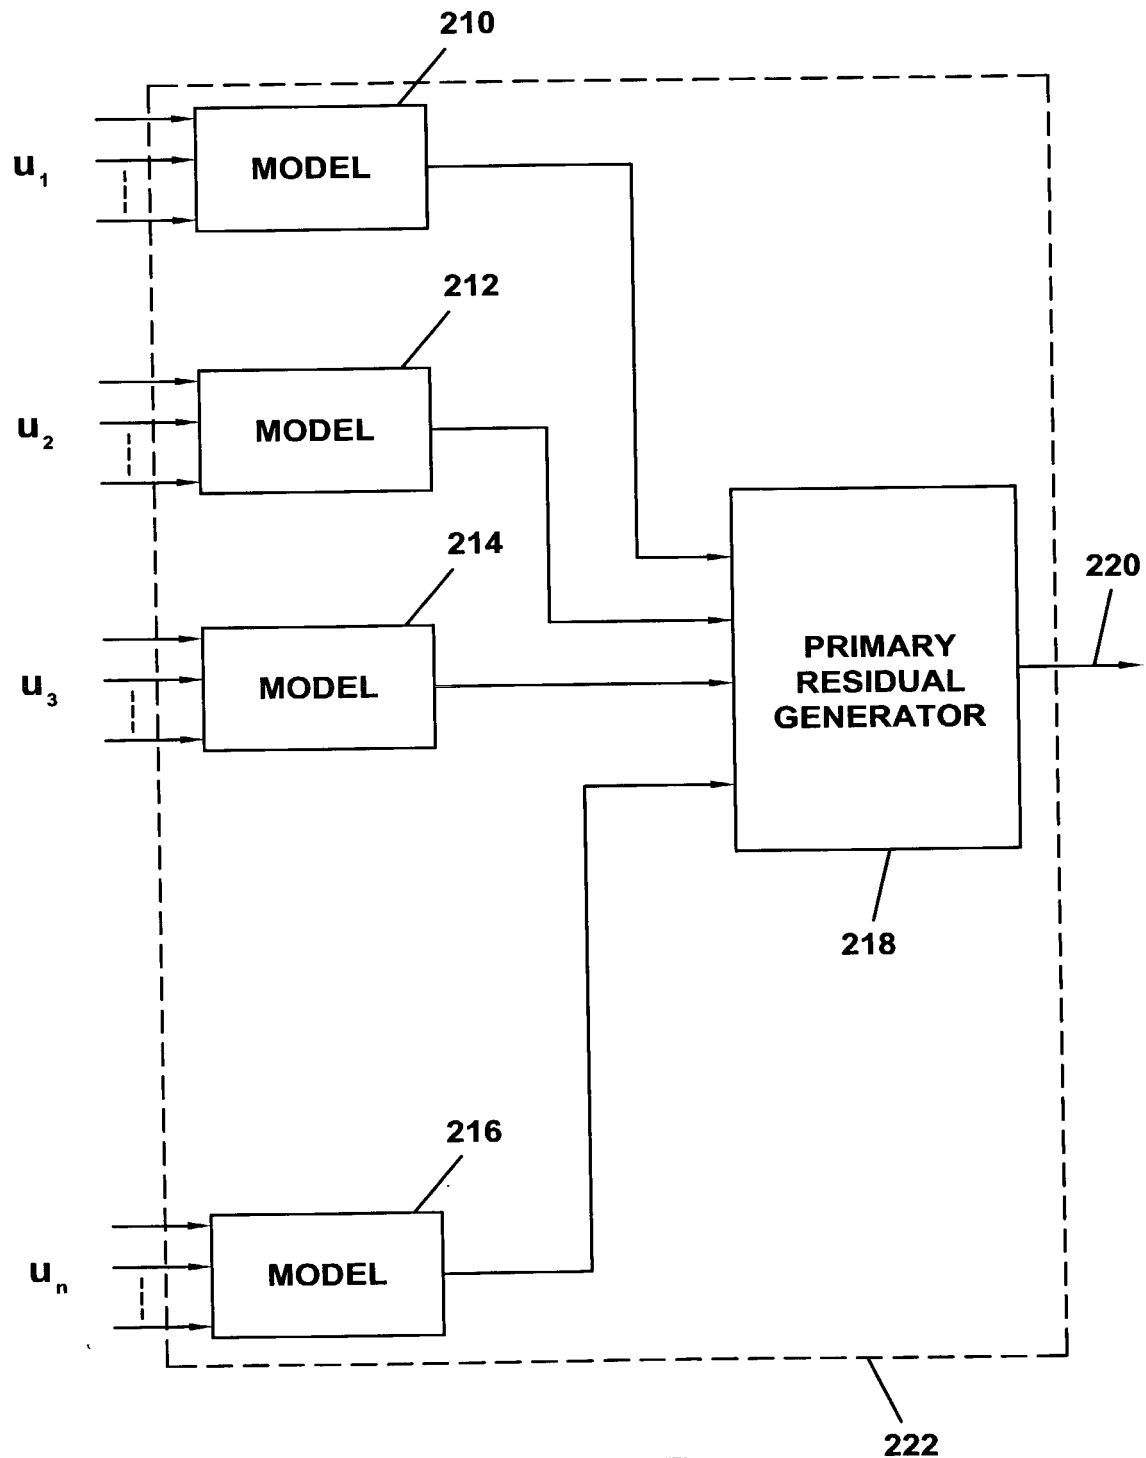 210
u₁
MODEL
212
u₂
MODEL
214
u₃
MODEL
220
PRIMARY
RESIDUAL
GENERATOR
218
216
uₙ
MODEL
222